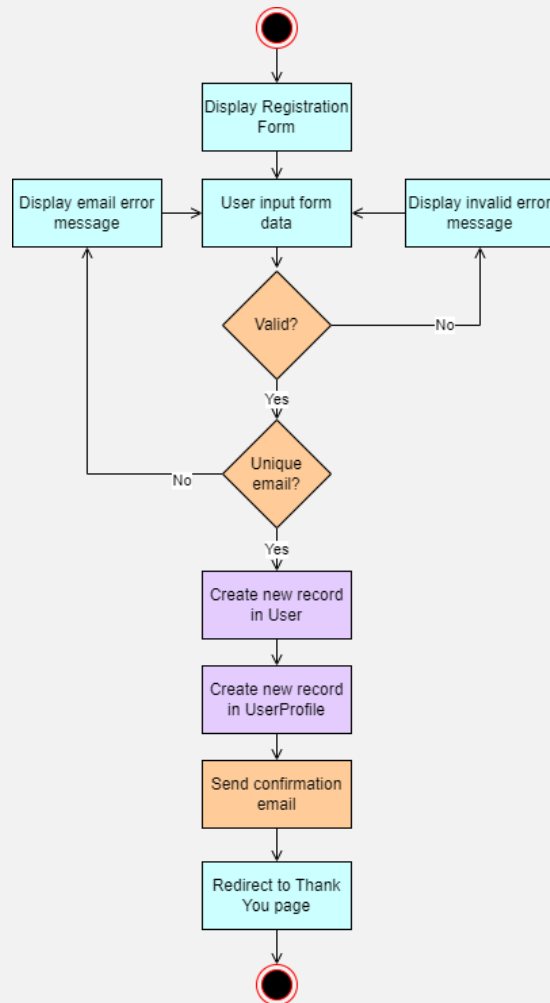 Display Registration
Form
Display email error
message
User input form
data
Display invalid error
message
Valid?
No
Yes
Unique
email?
No
Yes
Create new record
in User
Create new record
in UserProfile
Send confirmation
email
Redirect to Thank
You page